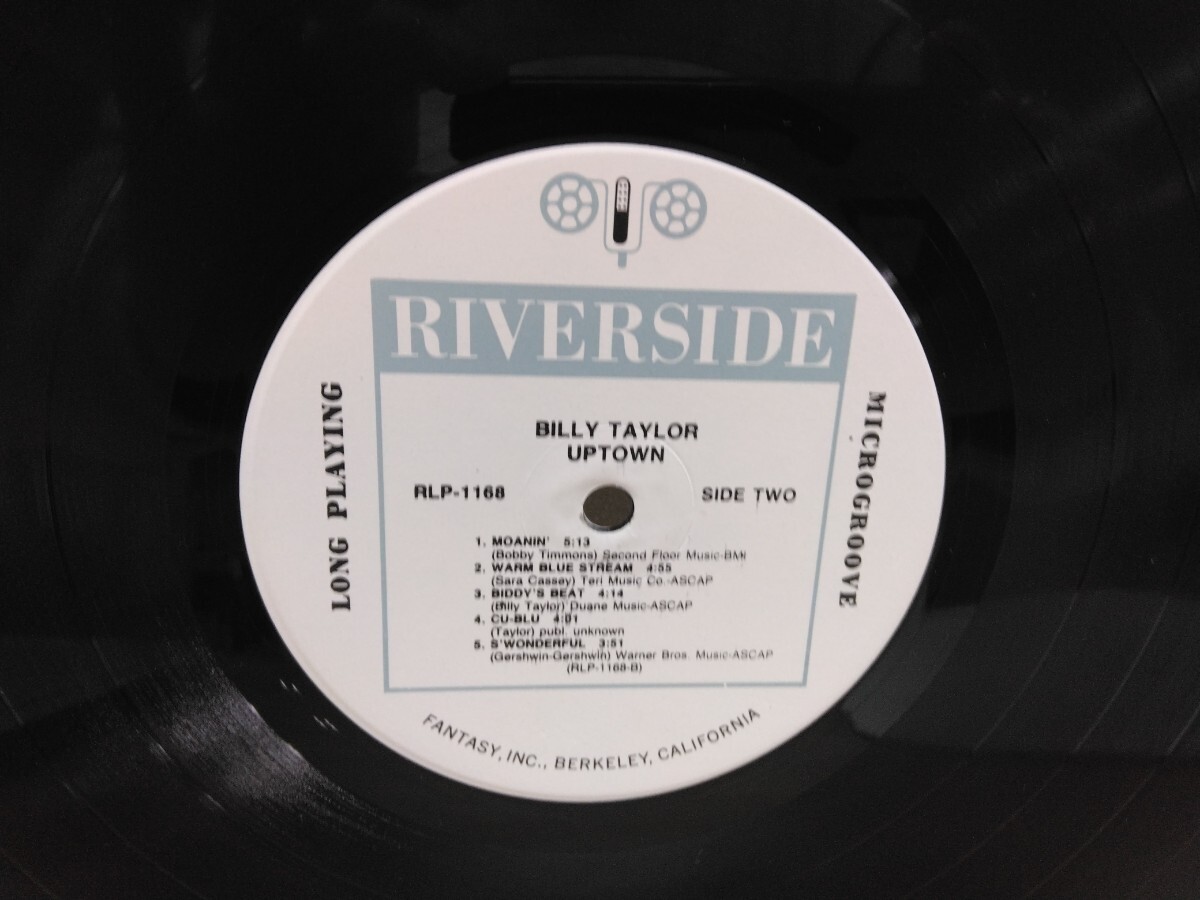 RIVERSIDE
LONG PLAYING
MICROGROOVE
BILLY TAYLOR
UPTOWN
RLP-1168
SIDE TWO
1. MOANIN' 5:13
(Bobby Timmons) Second Floor Music-BMI
2. WARM BLUE STREAM 4:55
(Sara Cassey) Teri Music Co.-ASCAP
3. BIDDY'S BEAT 4:14
(Billy Taylor) Duane Music-ASCAP
4. CU-BLU 4:01
(Taylor) publ. unknown
5. S'WONDERFUL 3:51
(Gershwin-Gershwin) Warner Bros. Music-ASCAP
(RLP-1168-B)
FANTASY, INC., BERKELEY, CALIFORNIA